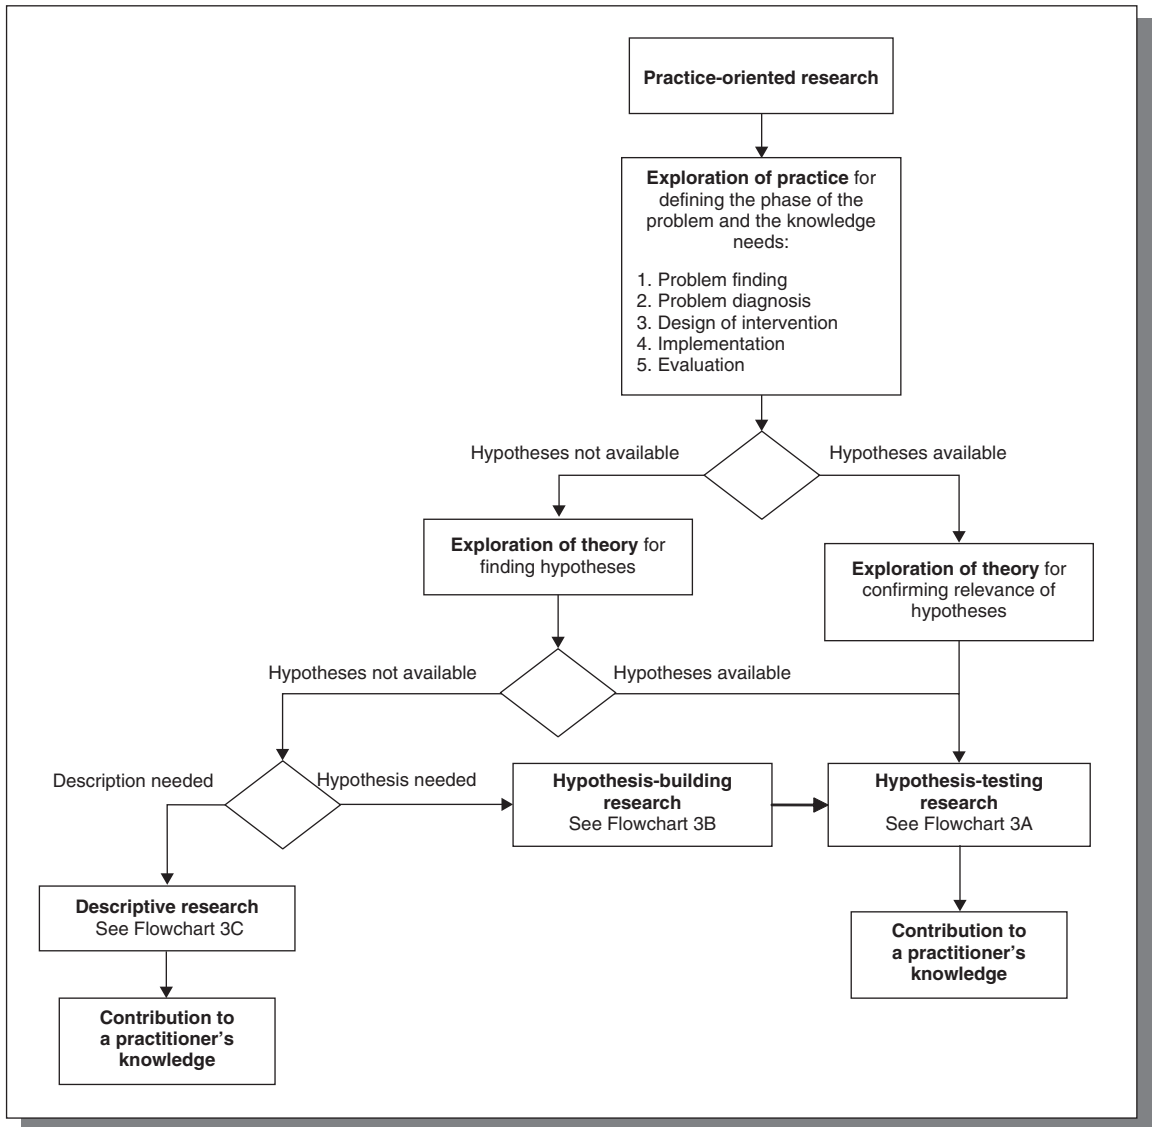 Practice-oriented research
Exploration of practice for
defining the phase of the
problem and the knowledge
needs:
1. Problem finding
2. Problem diagnosis
3. Design of intervention
4. Implementation
5. Evaluation
Hypotheses not available
Hypotheses available
Exploration of theory for
finding hypotheses
Exploration of theory for
confirming relevance of
hypotheses
Hypotheses not available
Hypotheses available
Description needed
Hypothesis needed
Hypothesis-building
research
See Flowchart 3B
Hypothesis-testing
research
See Flowchart 3A
Descriptive research
See Flowchart 3C
Contribution to
a practitioner’s
knowledge
Contribution to
a practitioner’s
knowledge